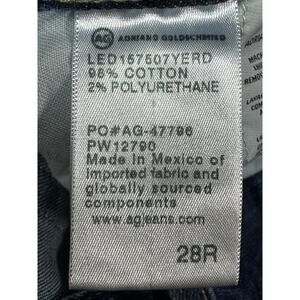 AG ADRIANO GOLDSCHMIED
LED157507YERD
98% COTTON
2% POLYURETHANE
PO#AG-47796
PW12790
Made in Mexico of
imported fabric and
globally sourced
components
www.agjeans.com
28R